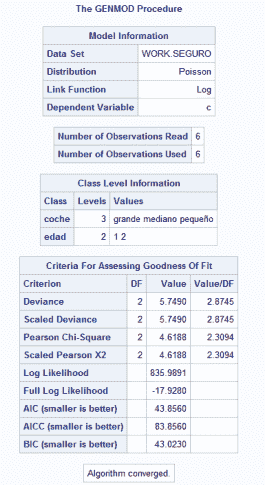 The GENMOD Procedure
Model Information
Data Set WORK.SEGURO
Distribution Poisson
Link Function Log
Dependent Variable c
Number of Observations Read 6
Number of Observations Used 6
Class Level Information
Class Levels Values
coche 3 grande mediano pequeño
edad 2 1 2
Criteria For Assessing Goodness Of Fit
Criterion DF Value Value/DF
Deviance 2 5.7490 2.8745
Scaled Deviance 2 5.7490 2.8745
Pearson Chi-Square 2 4.6188 2.3094
Scaled Pearson X2 2 4.6188 2.3094
Log Likelihood 835.9891
Full Log Likelihood -17.9280
AIC (smaller is better) 43.8560
AICC (smaller is better) 83.8560
BIC (smaller is better) 43.0230
Algorithm converged.